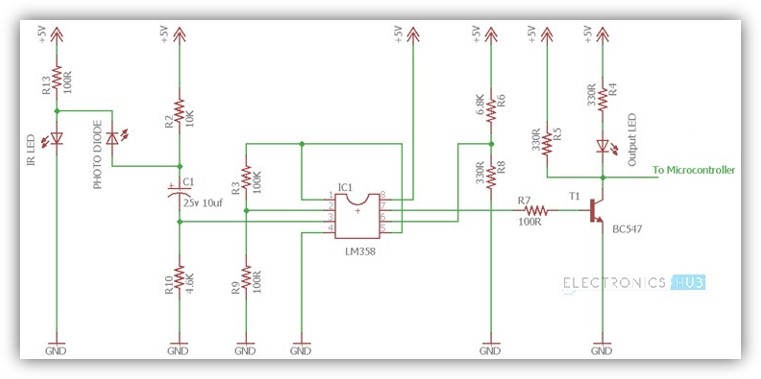 +5V
+5V
+5V
+5V
+5V
+5V
R13
100R
IR LED
PHOTO DIODE
R2
10K
C1
25v 10uf
R10
4.6K
R3
100K
R9
100R
IC1
1
2
3
4
8
7
6
5
LM358
6.8K
R6
330R
R8
330R
R5
330R
R4
Output LED
To Microcontroller
R7
100R
T1
BC547
ELECTRONICS HUB
GND
GND
GND
GND
GND
GND